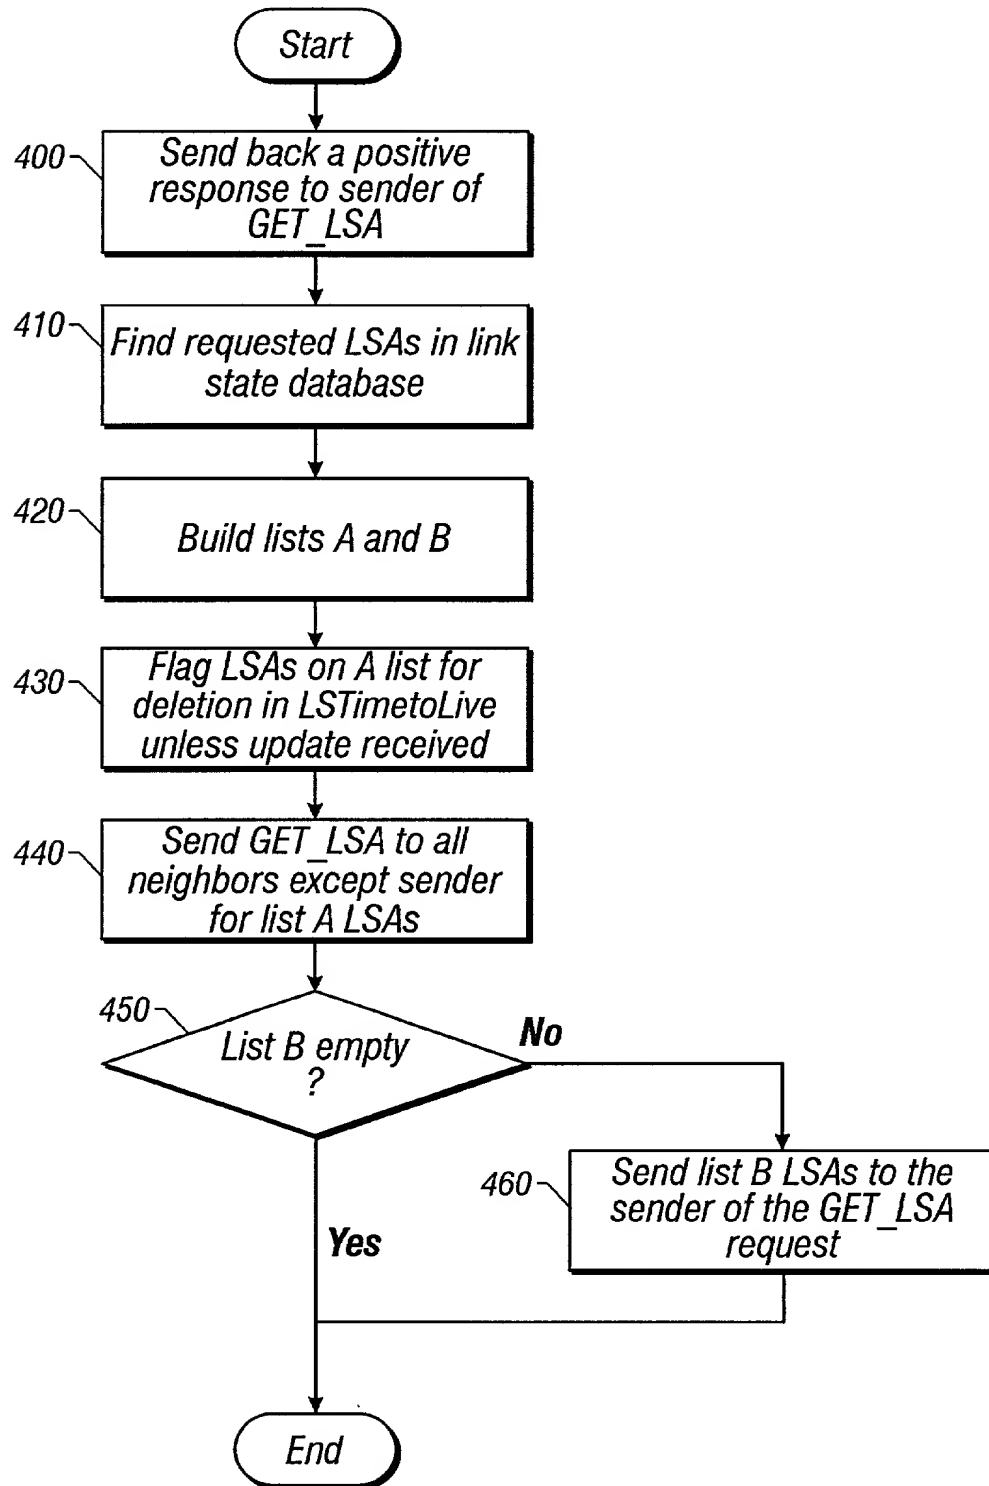 Start
400
Send back a positive
response to sender of
GET_LSA
410
Find requested LSAs in link
state database
420
Build lists A and B
430
Flag LSAs on A list for
deletion in LSTimetoLive
unless update received
440
Send GET_LSA to all
neighbors except sender
for list A LSAs
450
List B empty
?
No
460
Send list B LSAs to the
sender of the GET_LSA
request
Yes
End